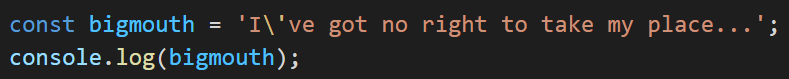 const bigmouth = 'I\'ve got no right to take my place...';
console.log(bigmouth);